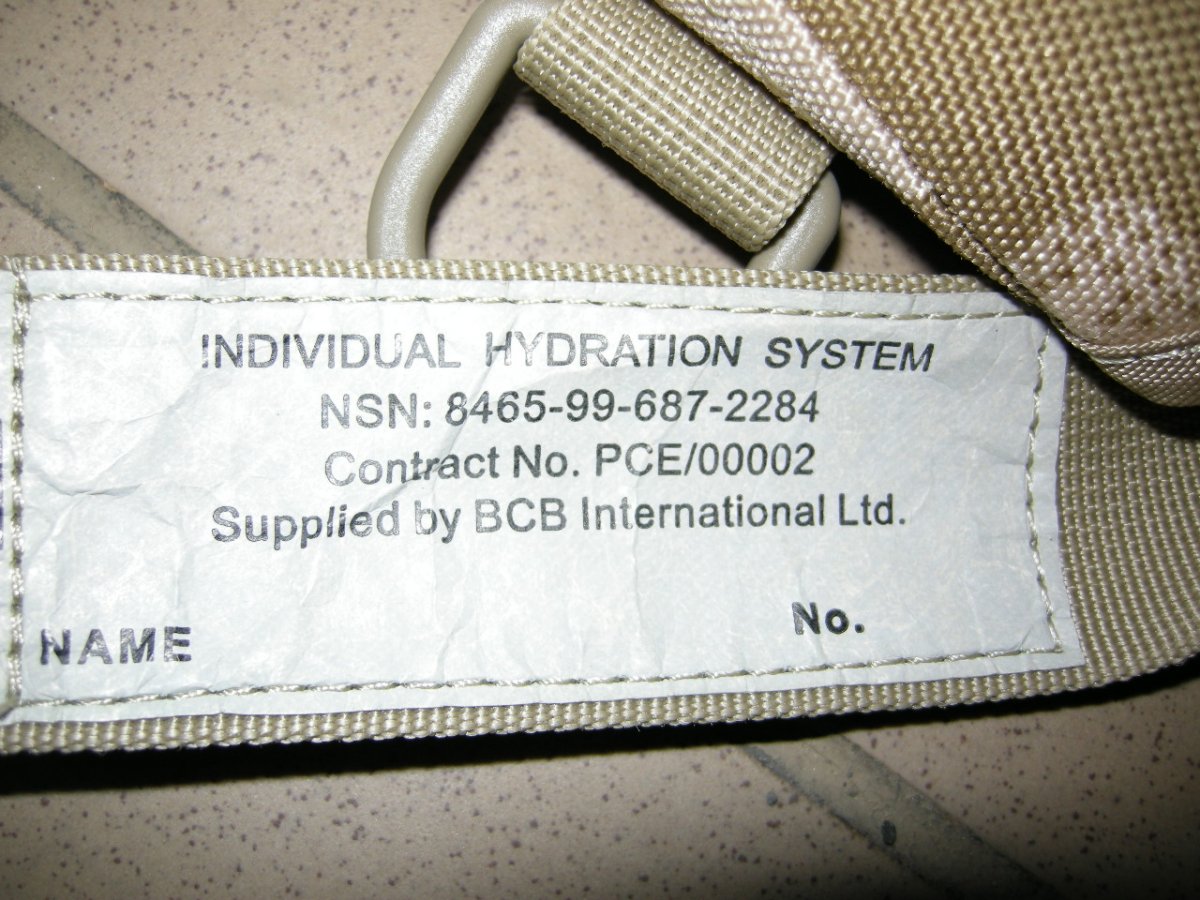 INDIVIDUAL HYDRATION SYSTEM
NSN: 8465-99-687-2284
Contract No. PCE/00002
Supplied by BCB International Ltd.
NAME No.